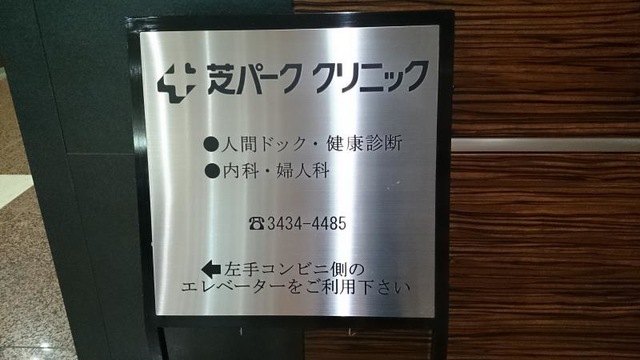 芝パーククリニック
●人間ドック・健康診断
●内科・婦人科
☎3434-4485
←左手コンビニ側の
エレベーターをご利用下さい